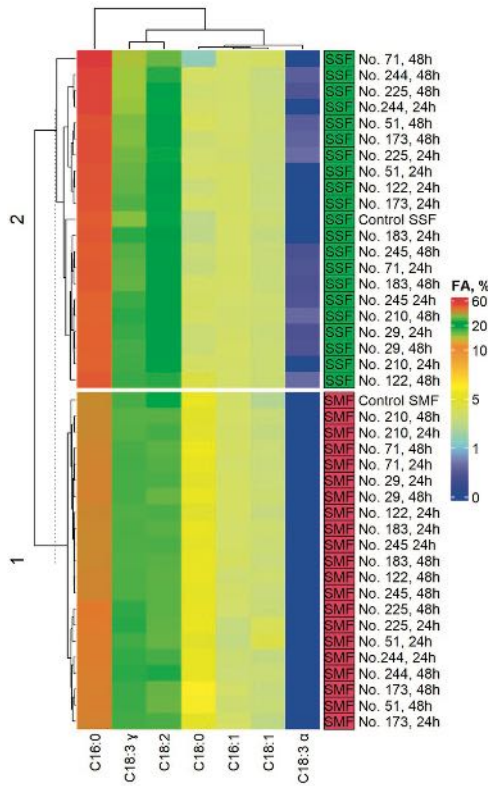 SSF No. 71, 48h
SSF No. 244, 48h
SSF No. 225, 48h
SSF No.244, 24h
SSF No. 51, 48h
SSF No. 173, 48h
SSF No. 225, 24h
SSF No. 51, 24h
SSF No. 122, 24h
SSF No. 173, 24h
2
SSF Control SSF
SSF No. 183, 24h
SSF No. 245, 48h
SSF No. 71, 24h
SSF No. 183, 48h
SSF No. 245 24h
SSF No. 210, 48h
SSF No. 29, 24h
SSF No. 29, 48h
SSF No. 210, 24h
SSF No. 122, 48h
FA, %
60
20
10
5
1
0
SMF Control SMF
SMF No. 210, 48h
SMF No. 210, 24h
SMF No. 71, 48h
SMF No. 71, 24h
SMF No. 29, 24h
SMF No. 29, 48h
SMF No. 122, 24h
SMF No. 183, 24h
SMF No. 245 24h
1
SMF No. 183, 48h
SMF No. 122, 48h
SMF No. 245, 48h
SMF No. 225, 48h
SMF No. 225, 24h
SMF No. 51, 24h
SMF No.244, 24h
SMF No. 244, 48h
SMF No. 173, 48h
SMF No. 51, 48h
SMF No. 173, 24h
C16:0
C18:3 γ
C18:2
C18:0
C16:1
C18:1
C18:3 α